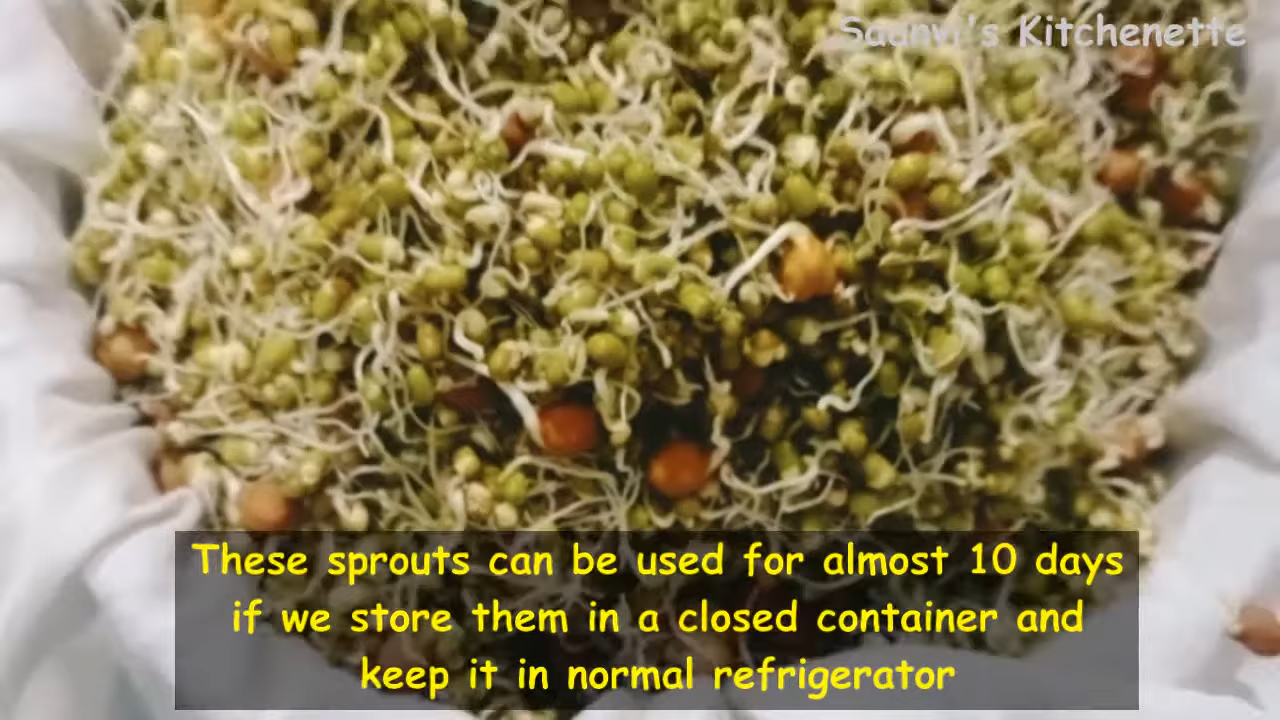 Saanvi's Kitchenette
These sprouts can be used for almost 10 days
if we store them in a closed container and
keep it in normal refrigerator